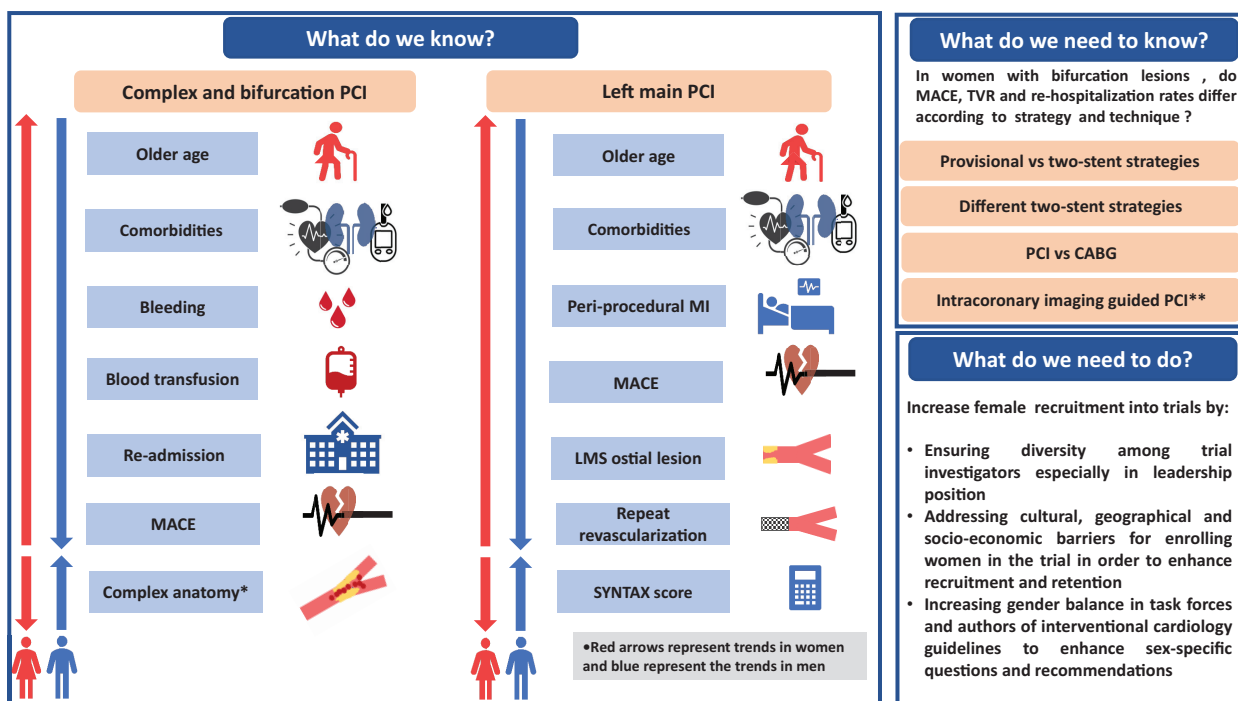 What do we know?
Complex and bifurcation PCI
Older age
Comorbidities
Bleeding
Blood transfusion
Re-admission
MACE
Complex anatomy*
Left main PCI
Older age
Comorbidities
Peri-procedural MI
MACE
LMS ostial lesion
Repeat
revascularization
SYNTAX score
•Red arrows represent trends in women
and blue represent the trends in men
What do we need to know?
In women with bifurcation lesions , do
MACE, TVR and re-hospitalization rates differ
according to strategy and technique ?
Provisional vs two-stent strategies
Different two-stent strategies
PCI vs CABG
Intracoronary imaging guided PCI**
What do we need to do?
Increase female recruitment into trials by:
• Ensuring diversity among trial
investigators especially in leadership
position
• Addressing cultural, geographical and
socio-economic barriers for enrolling
women in the trial in order to enhance
recruitment and retention
• Increasing gender balance in task forces
and authors of interventional cardiology
guidelines to enhance sex-specific
questions and recommendations